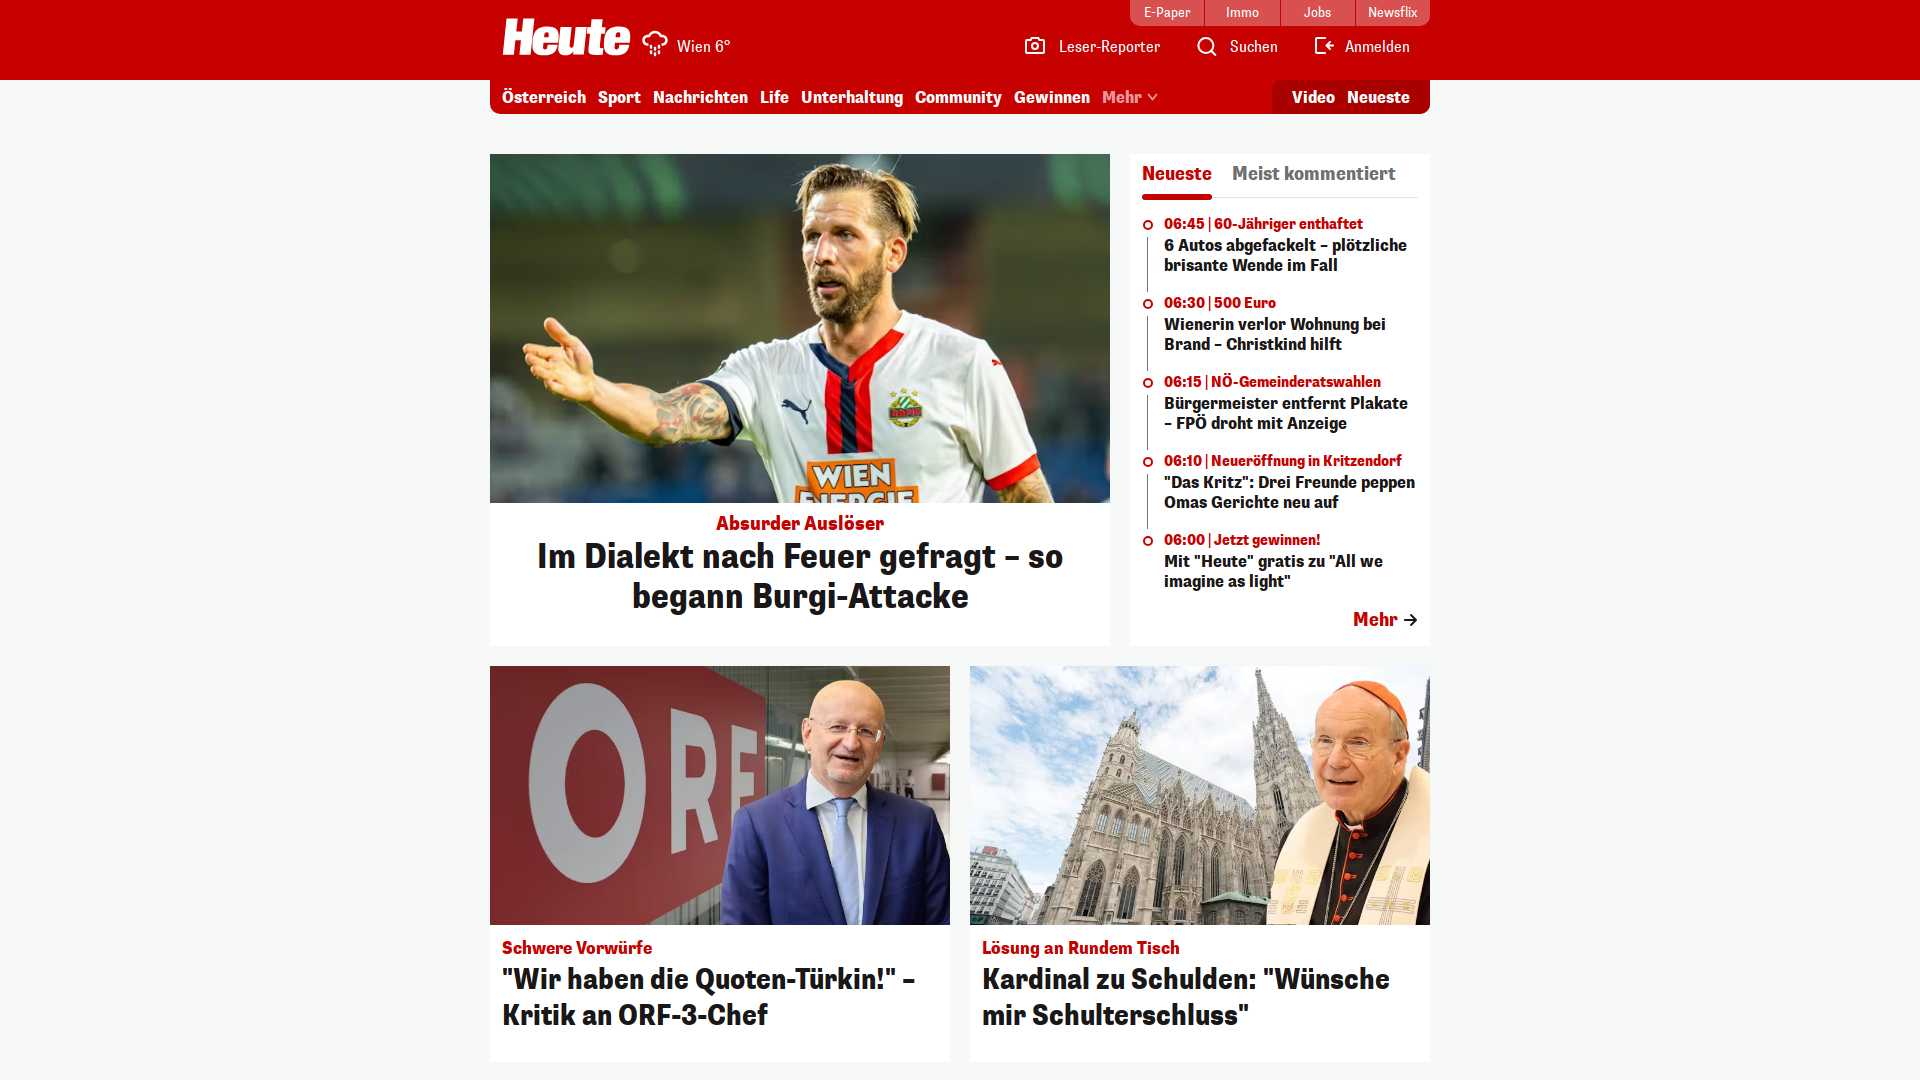 E-Paper
Immo
Jobs
Newsflix
Heute
Wien 6°
Leser-Reporter
Suchen
Anmelden
Österreich
Sport
Nachrichten
Life
Unterhaltung
Community
Gewinnen
Mehr
Video
Neueste
WIEN
ENERGIE
Absurder Auslöser
Im Dialekt nach Feuer gefragt – so
begann Burgi-Attacke
Neueste
Meist kommentiert
06:45 | 60-Jähriger enthaftet
6 Autos abgefackelt – plötzliche
brisante Wende im Fall
06:30 | 500 Euro
Wienerin verlor Wohnung bei
Brand – Christkind hilft
06:15 | NÖ-Gemeinderatswahlen
Bürgermeister entfernt Plakate
– FPÖ droht mit Anzeige
06:10 | Neueröffnung in Kritzendorf
"Das Kritz": Drei Freunde peppen
Omas Gerichte neu auf
06:00 | Jetzt gewinnen!
Mit "Heute" gratis zu "All we
imagine as light"
Mehr
ORF
Schwere Vorwürfe
"Wir haben die Quoten-Türkin!" –
Kritik an ORF-3-Chef
Lösung an Rundem Tisch
Kardinal zu Schulden: "Wünsche
mir Schulterschluss"